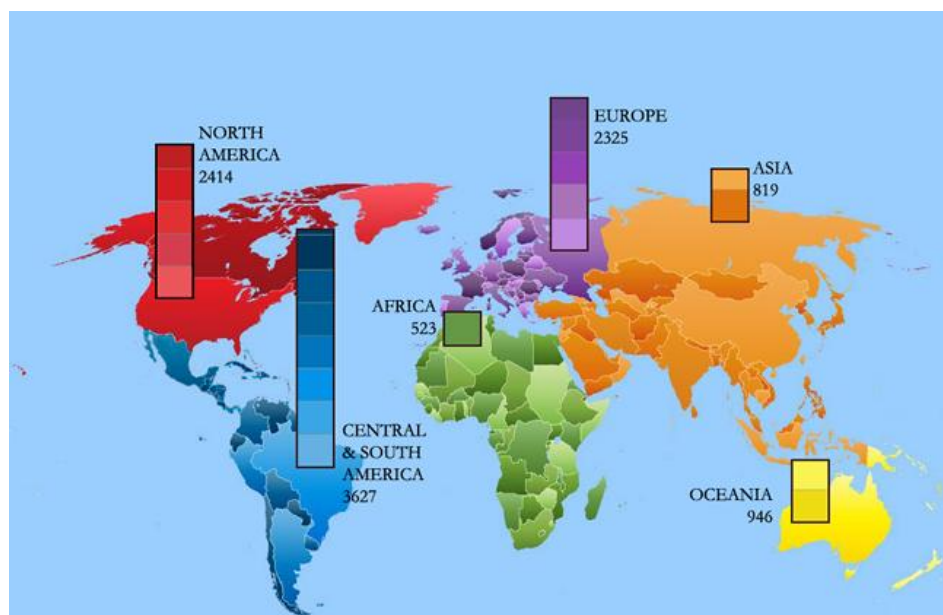 NORTH
AMERICA
2414
EUROPE
2325
ASIA
819
AFRICA
523
CENTRAL
& SOUTH
AMERICA
3627
OCEANIA
946